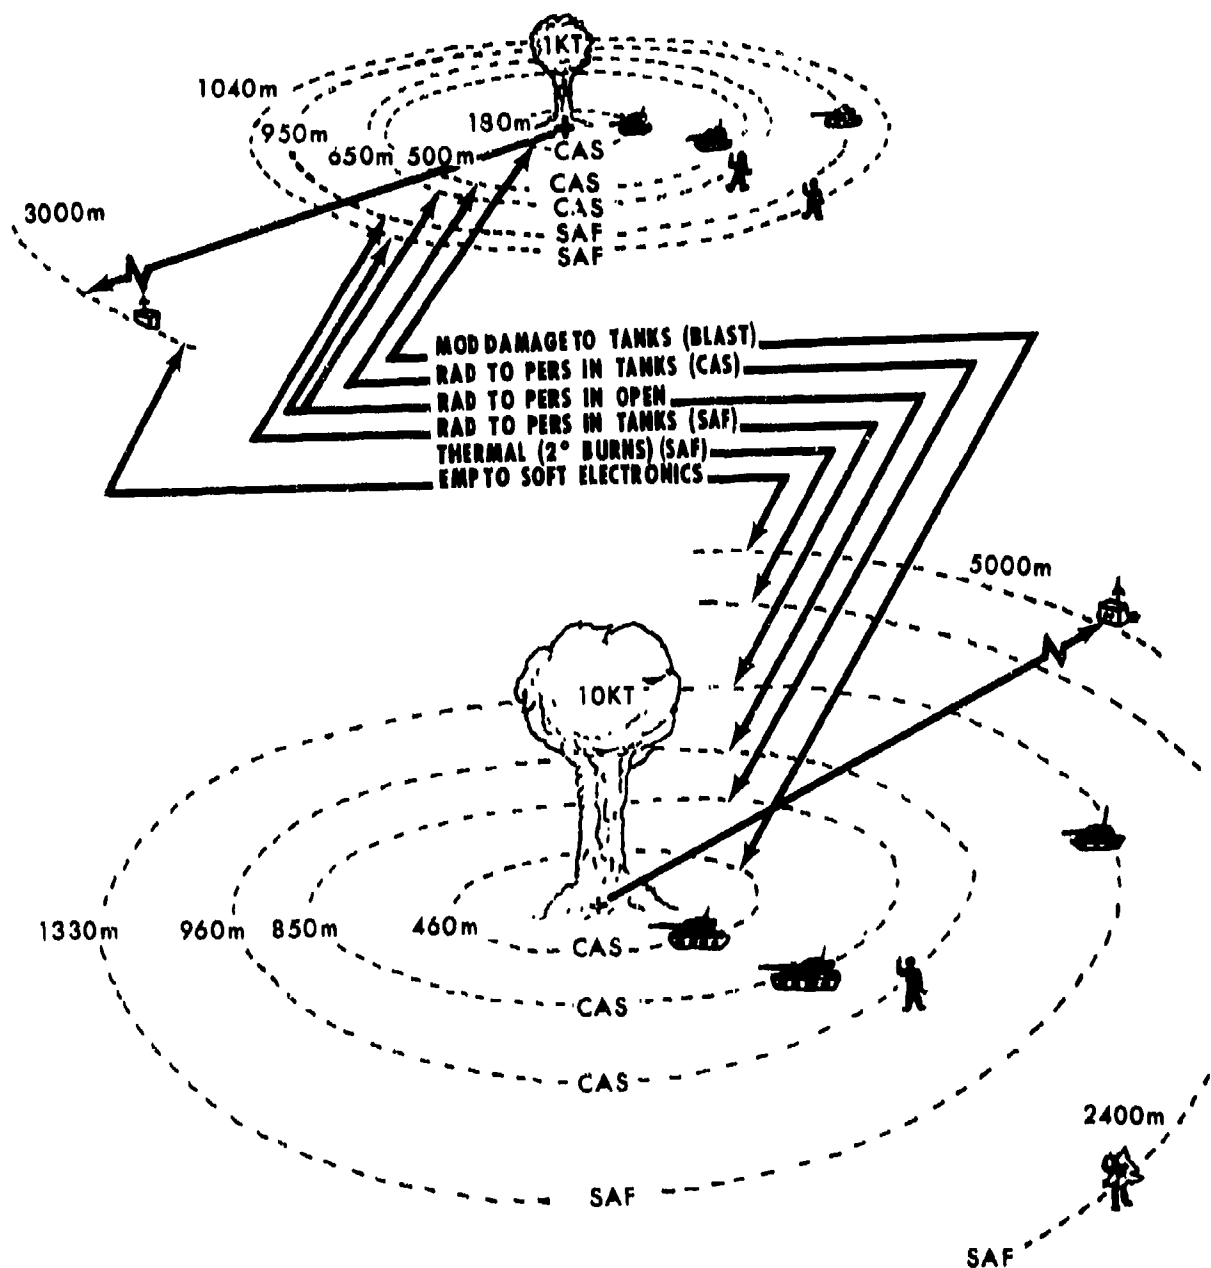 1KT
1040m
950m
650m
500m
180m
CAS
CAS
CAS
SAF
SAF
3000m
MOD DAMAGE TO TANKS (BLAST)
RAD TO PERS IN TANKS (CAS)
RAD TO PERS IN OPEN
RAD TO PERS IN TANKS (SAF)
THERMAL (2° BURNS) (SAF)
EMP TO SOFT ELECTRONICS
5000m
10KT
1330m
960m
850m
460m
CAS
CAS
CAS
SAF
2400m
SAF